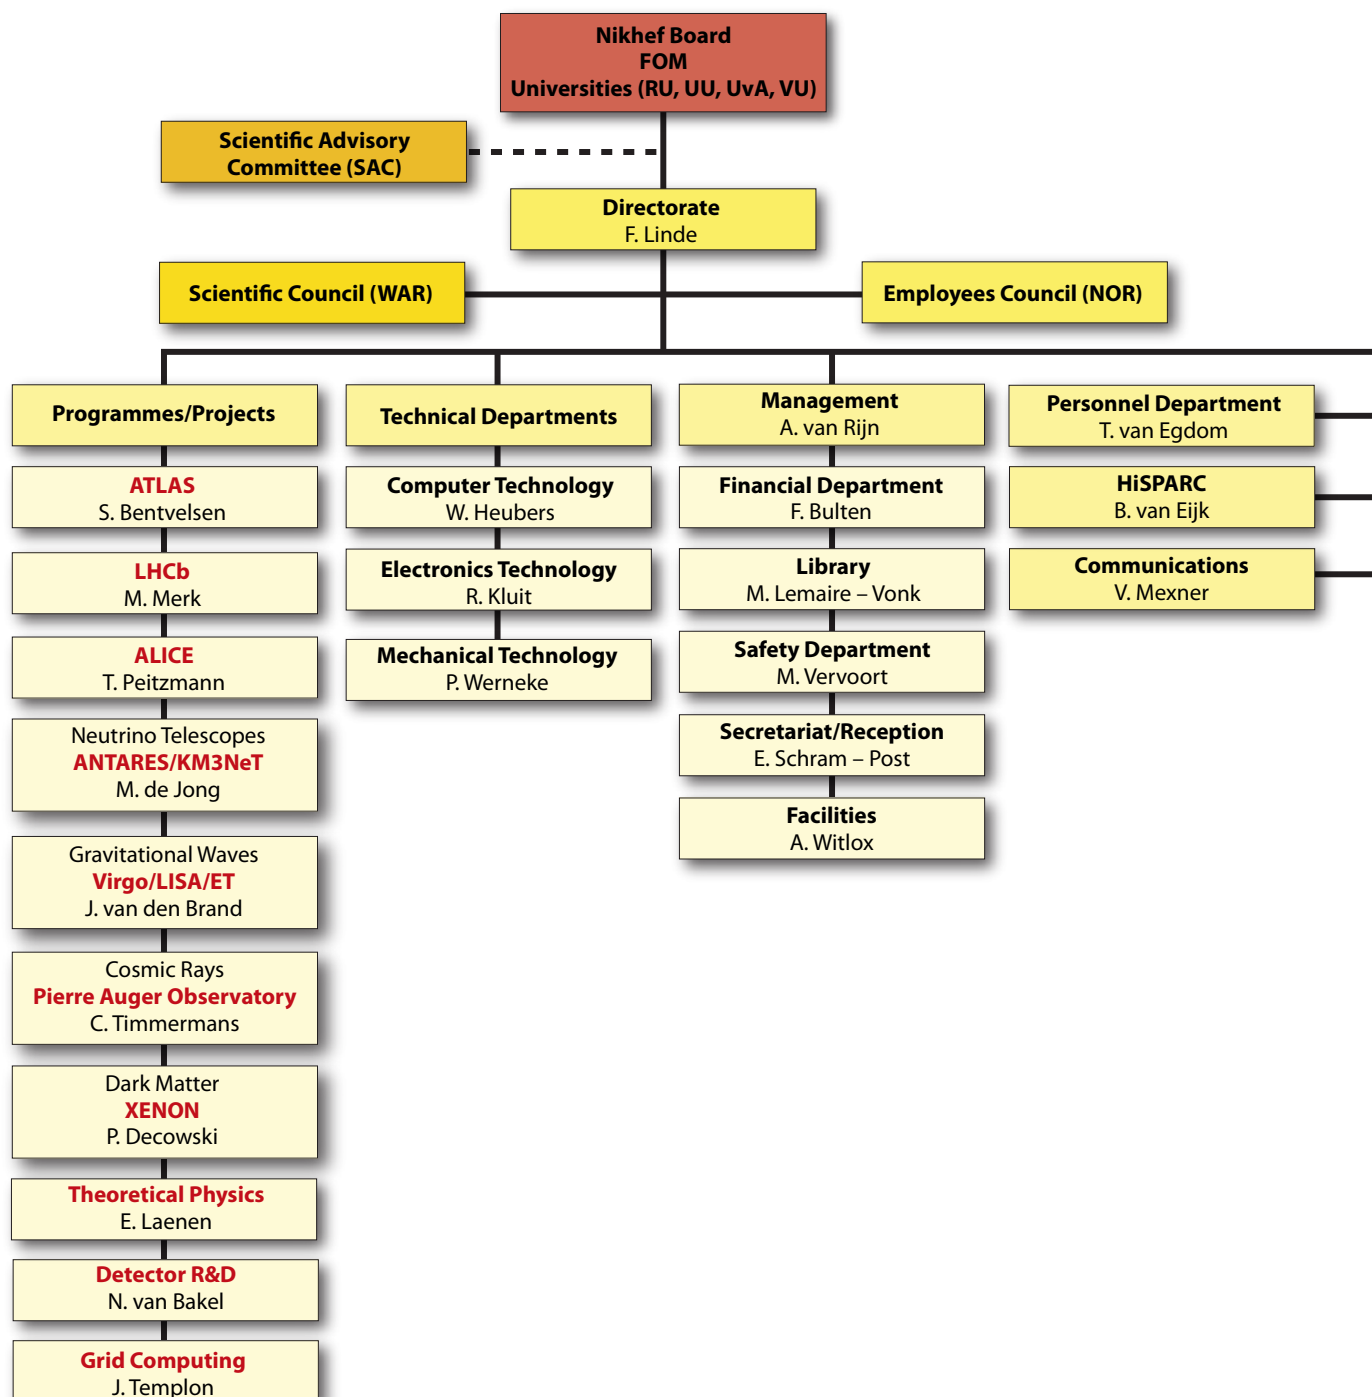 Nikhef Board
FOM
Universities (RU, UU, UvA, VU)
Scientific Advisory
Committee (SAC)
Directorate
F. Linde
Scientific Council (WAR)
Employees Council (NOR)
Programmes/Projects
ATLAS
S. Bentvelsen
LHCb
M. Merk
ALICE
T. Peitzmann
Neutrino Telescopes
ANTARES/KM3NeT
M. de Jong
Gravitational Waves
Virgo/LISA/ET
J. van den Brand
Cosmic Rays
Pierre Auger Observatory
C. Timmermans
Dark Matter
XENON
P. Decowski
Theoretical Physics
E. Laenen
Detector R&D
N. van Bakel
Grid Computing
J. Templon
Technical Departments
Computer Technology
W. Heubers
Electronics Technology
R. Kluit
Mechanical Technology
P. Werneke
Management
A. van Rijn
Financial Department
F. Bulten
Library
M. Lemaire – Vonk
Safety Department
M. Vervoort
Secretariat/Reception
E. Schram – Post
Facilities
A. Witlox
Personnel Department
T. van Egdom
HiSPARC
B. van Eijk
Communications
V. Mexner